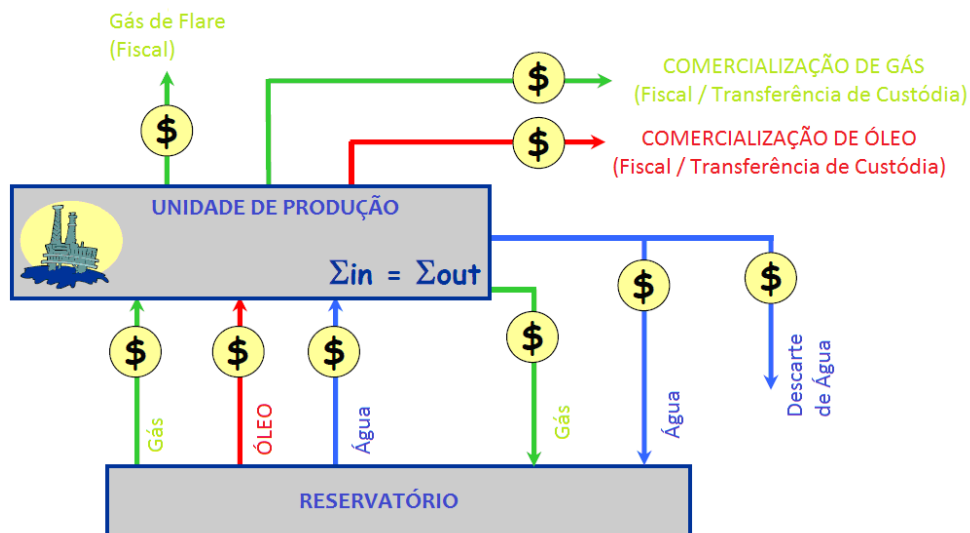 Gás de Flare
(Fiscal)
$
$
COMERCIALIZAÇÃO DE GÁS
(Fiscal / Transferência de Custódia)
$
COMERCIALIZAÇÃO DE ÓLEO
(Fiscal / Transferência de Custódia)
UNIDADE DE PRODUÇÃO
Σin = Σout
$
$
$
$
$
$
Gás
ÓLEO
Água
Gás
Água
Descarte
de Água
RESERVATÓRIO